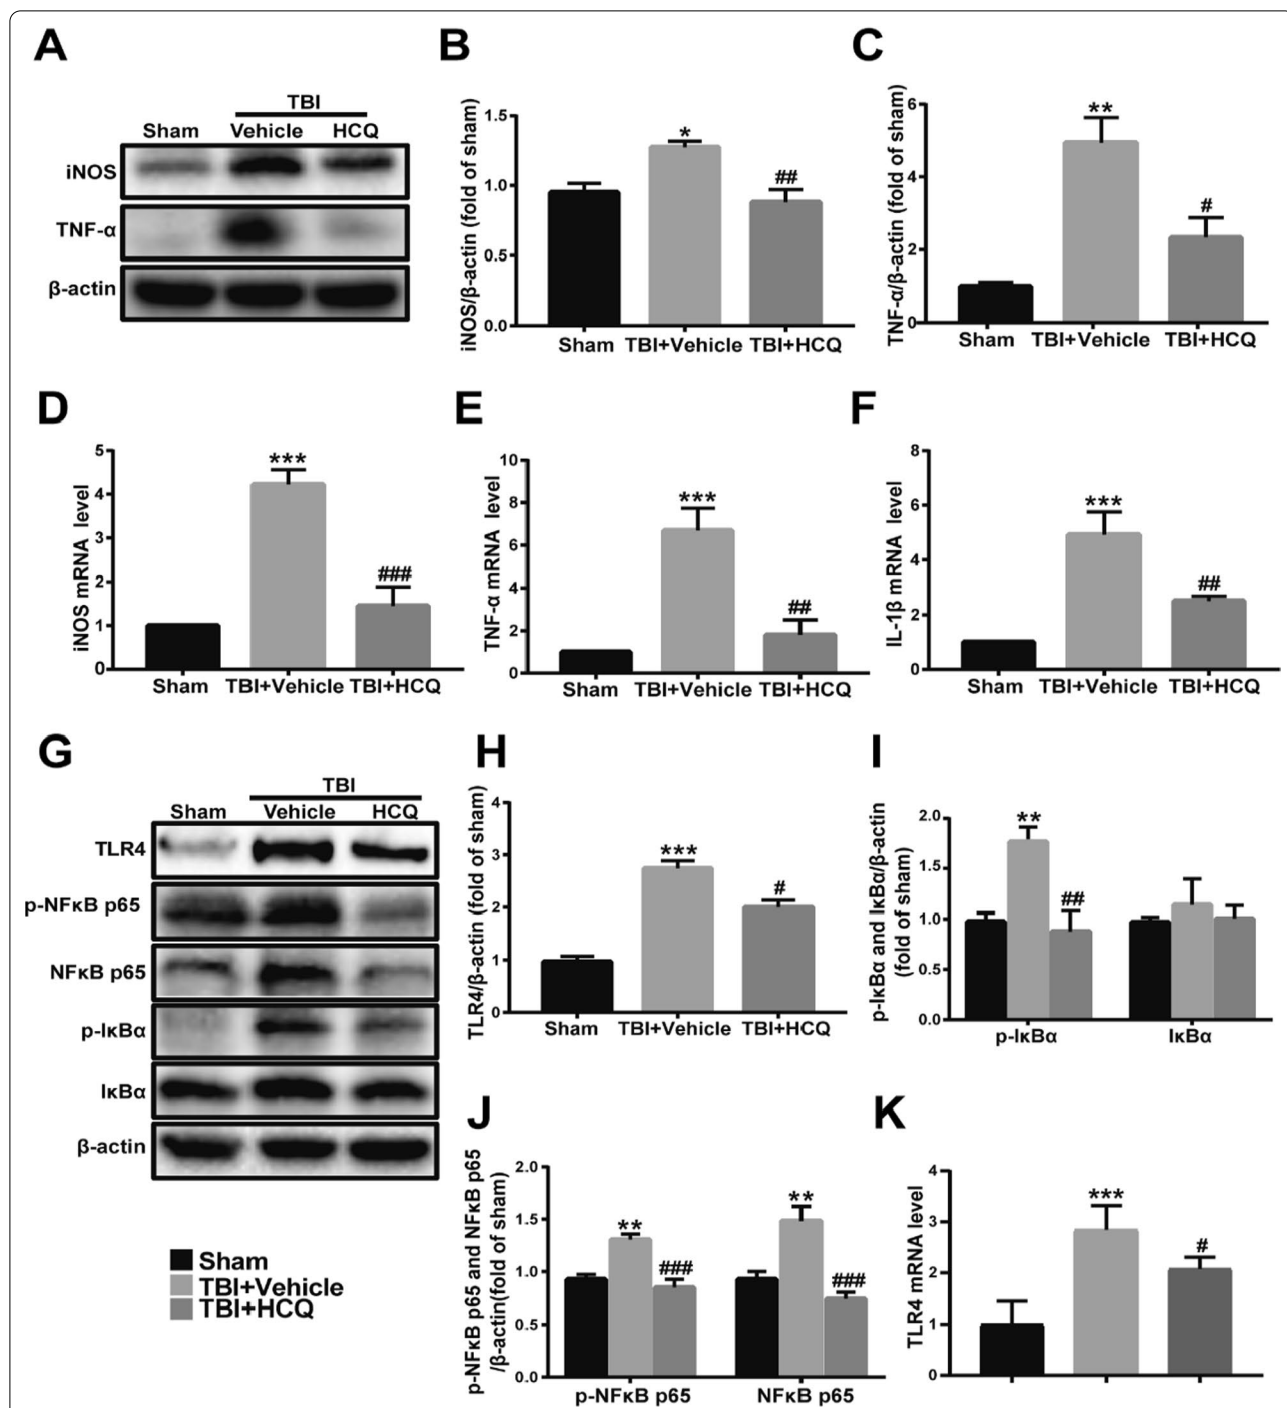 A
TBI
Sham Vehicle HCQ
iNOS
TNF-α
β-actin
B
iNOS/β-actin (fold of sham)
1.5
1.0
0.5
0.0
*
##
Sham TBI+Vehicle TBI+HCQ
C
TNF-α/β-actin (fold of sham)
6
4
2
0
**
#
Sham TBI+Vehicle TBI+HCQ
D
iNOS mRNA level
5
4
3
2
1
0
***
###
Sham TBI+Vehicle TBI+HCQ
E
TNF-α mRNA level
10
8
6
4
2
0
***
##
Sham TBI+Vehicle TBI+HCQ
F
IL-1β mRNA level
8
6
4
2
0
***
##
Sham TBI+Vehicle TBI+HCQ
G
TBI
Sham Vehicle HCQ
TLR4
p-NFκB p65
NFκB p65
p-IκBα
IκBα
β-actin
Sham
TBI+Vehicle
TBI+HCQ
H
TLR4/β-actin (fold of sham)
4
3
2
1
0
***
#
Sham TBI+Vehicle TBI+HCQ
I
p-IκBα and IκBα/β-actin
(fold of sham)
2.0
1.5
1.0
0.5
0.0
**
##
p-IκBα IκBα
J
p-NFκB p65 and NFκB p65
/β-actin(fold of sham)
2.0
1.5
1.0
0.5
0.0
**
###
**
###
p-NFκB p65 NFκB p65
K
TLR4 mRNA level
4
3
2
1
0
***
#